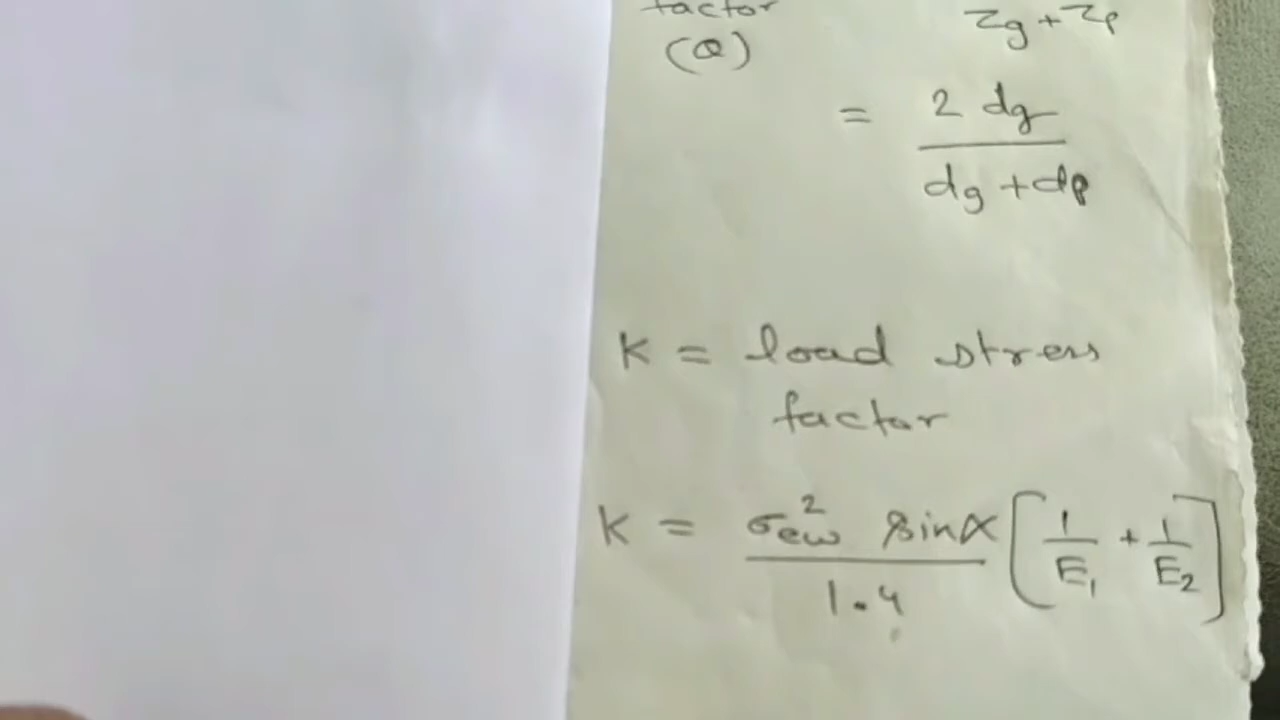 factor
(Q)
Zg + Zp
= 2 dg / dg + dp
K = load stress
factor
K = σew² sinα / 1.4 [ 1/E₁ + 1/E₂ ]